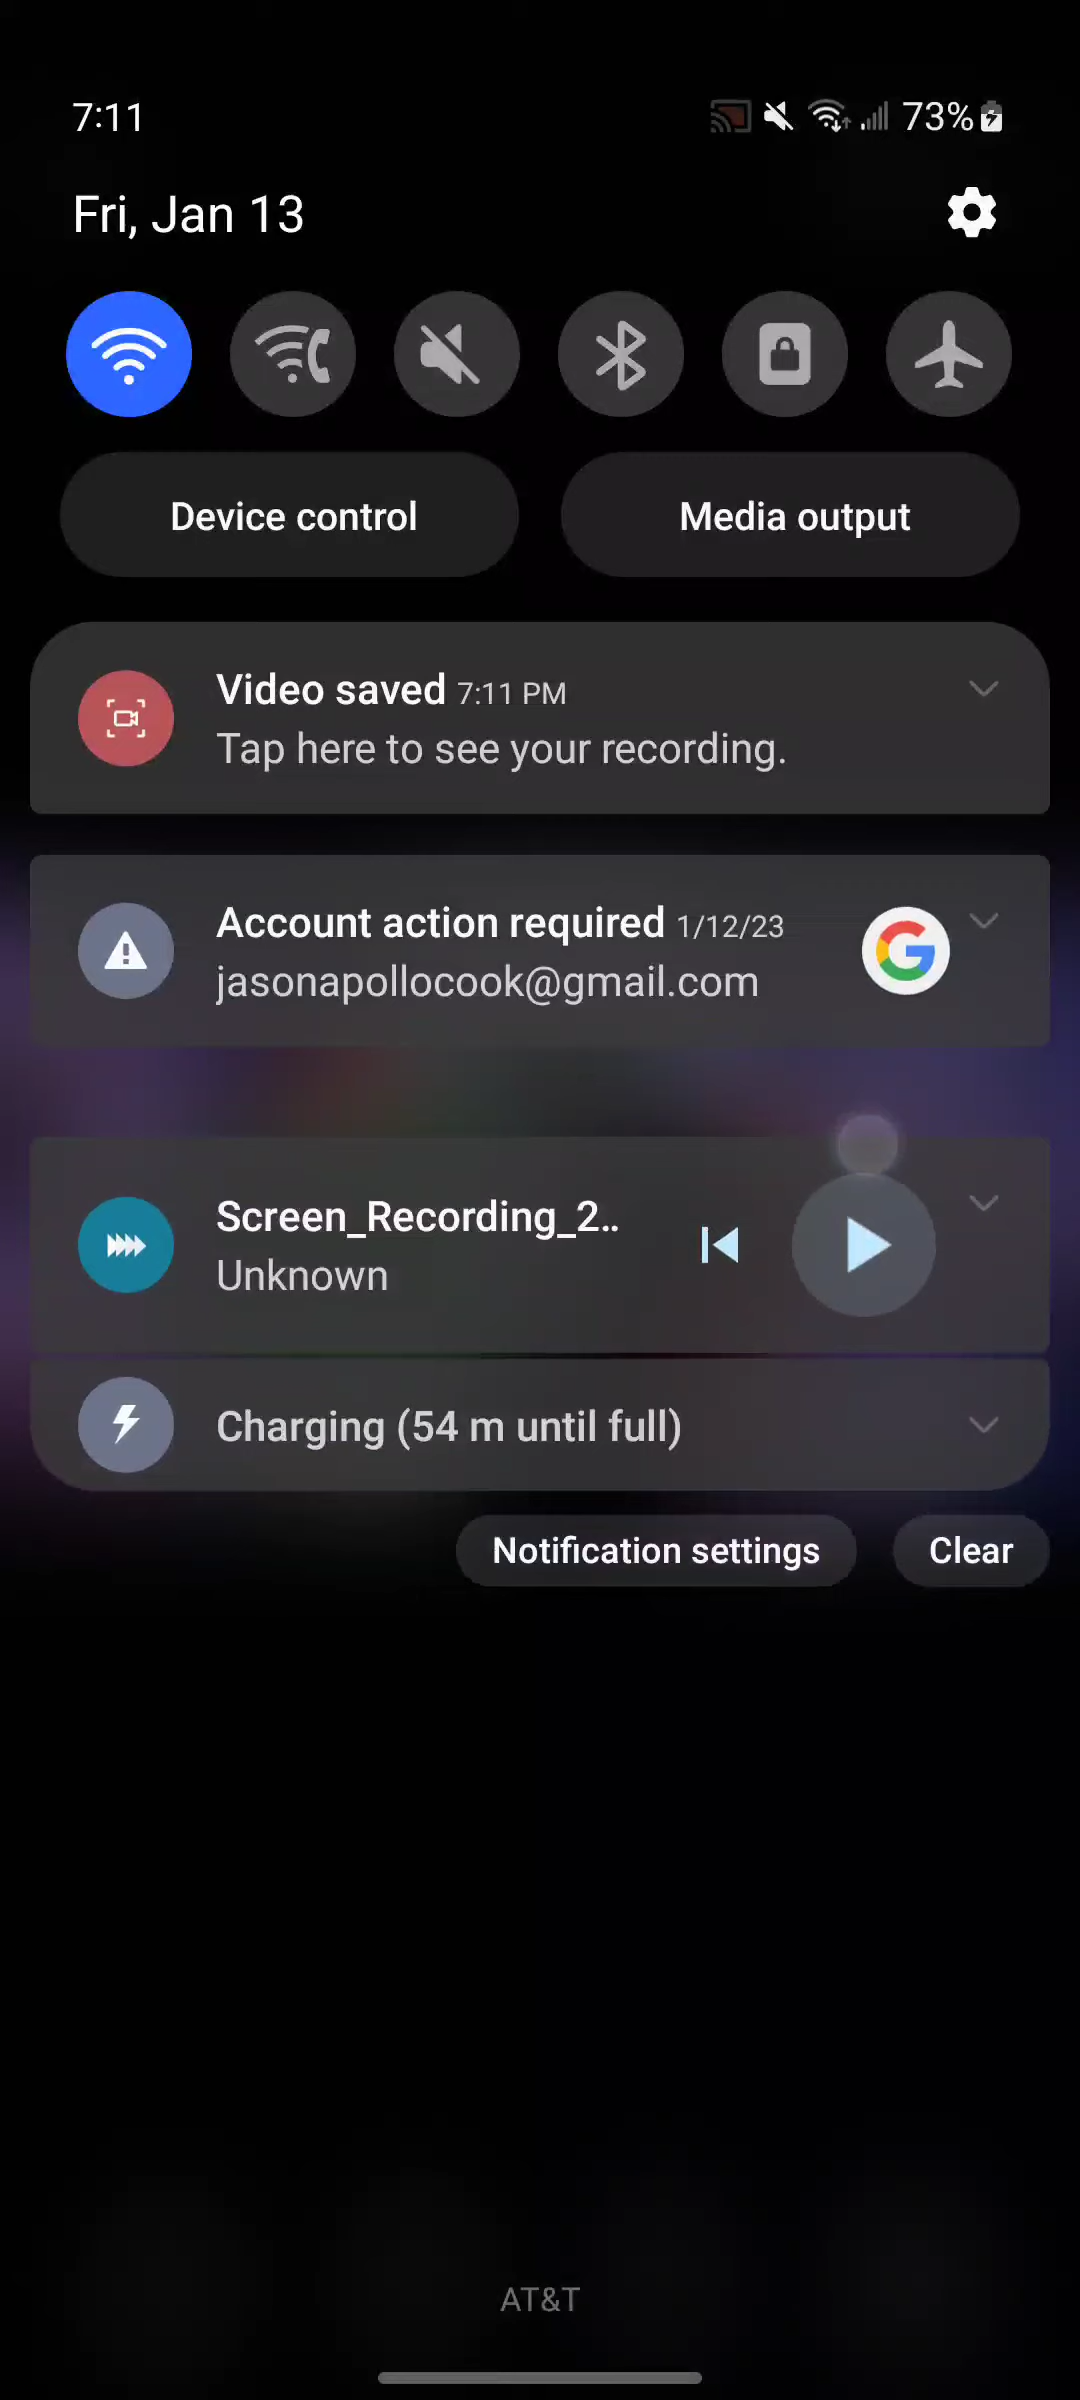 7:11
73%
Fri, Jan 13
Device control
Media output
Video saved 7:11 PM
Tap here to see your recording.
Account action required 1/12/23
jasonapollocook@gmail.com
Screen_Recording_2..
Unknown
Charging (54 m until full)
Notification settings
Clear
AT&T